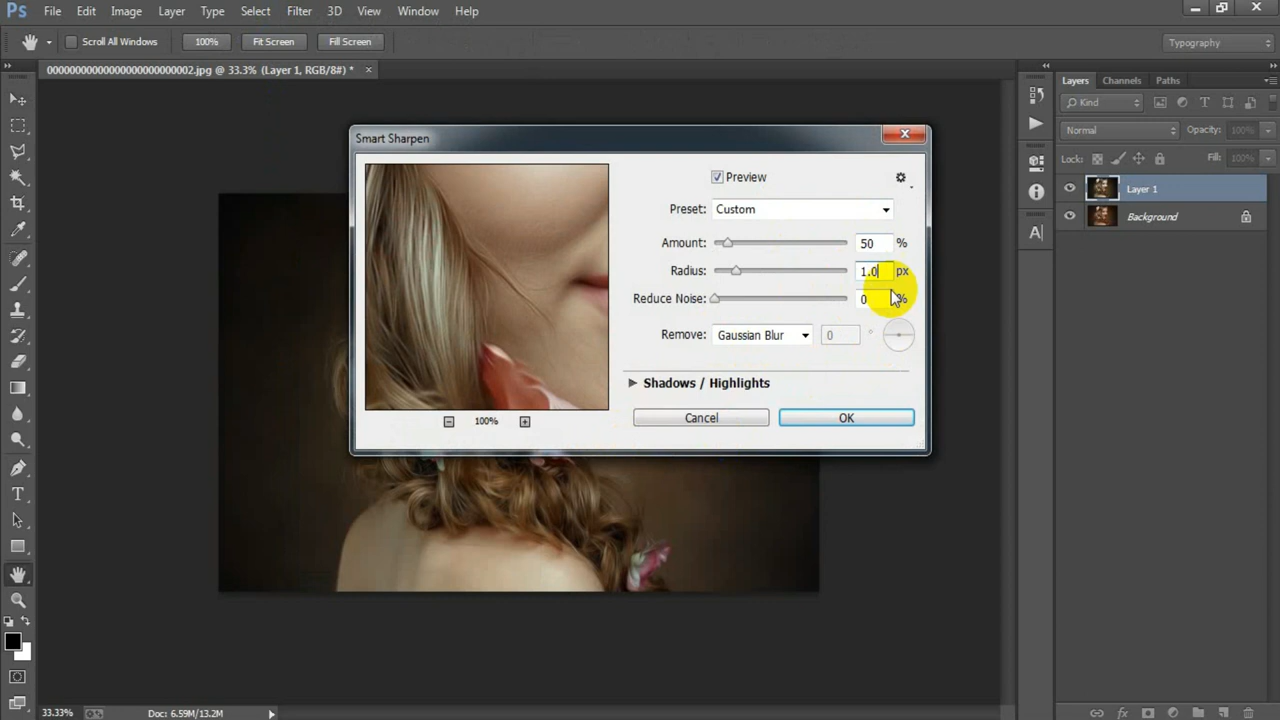 Ps File Edit Image Layer Type Select Filter 3D View Window Help
Scroll All Windows 100% Fit Screen Fill Screen Typography
0000000000000000000000002.jpg @ 33.3% (Layer 1, RGB/8#) * ×
Layers Channels Paths
Kind
Normal Opacity: 100%
Lock: Fill: 100%
Layer 1
Background
Smart Sharpen
Preview
Preset: Custom
Amount: 50 %
Radius: 1.0 px
Reduce Noise: 0 %
Remove: Gaussian Blur 0 °
Shadows / Highlights
100%
Cancel OK
33.33% Doc: 6.59M/13.2M